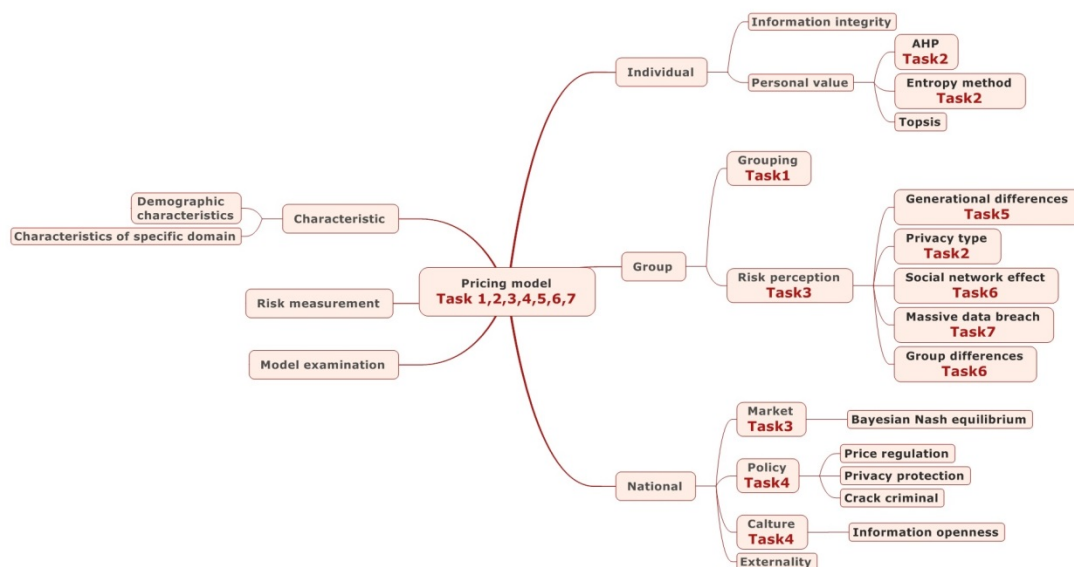 Information integrity
AHP
Task2
Individual
Personal value
Entropy method
Task2
Topsis
Grouping
Task1
Demographic
characteristics
Characteristic
Characteristics of specific domain
Generational differences
Task5
Privacy type
Task2
Pricing model
Task 1,2,3,4,5,6,7
Group
Risk perception
Task3
Social network effect
Task6
Risk measurement
Massive data breach
Task7
Model examination
Group differences
Task6
Market
Task3
Bayesian Nash equilibrium
National
Policy
Task4
Price regulation
Privacy protection
Crack criminal
Calture
Task4
Information openness
Externality